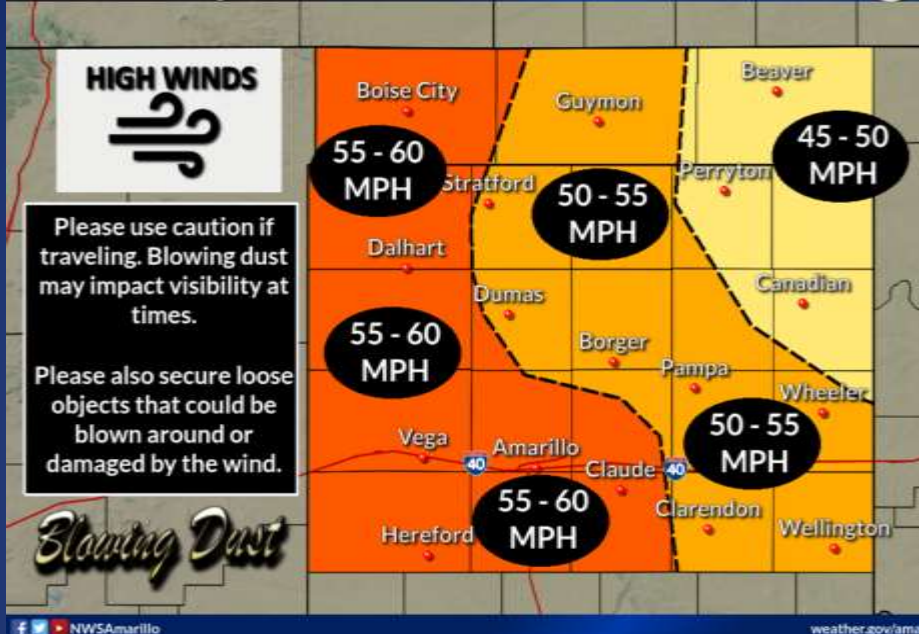 HIGH WINDS
Please use caution if
traveling. Blowing dust
may impact visibility at
times.
Please also secure loose
objects that could be
blown around or
damaged by the wind.
Blowing Dust
Boise City
Guymon
Beaver
55 - 60
MPH
45 - 50
MPH
Stratford
Perryton
50 - 55
MPH
Dalhart
Dumas
Canadian
55 - 60
MPH
Borger
Pampa
Wheeler
50 - 55
MPH
Vega
40
Amarillo
Claude
40
55 - 60
MPH
Clarendon
Hereford
Wellington
NWSAmarillo
weather.gov/ama